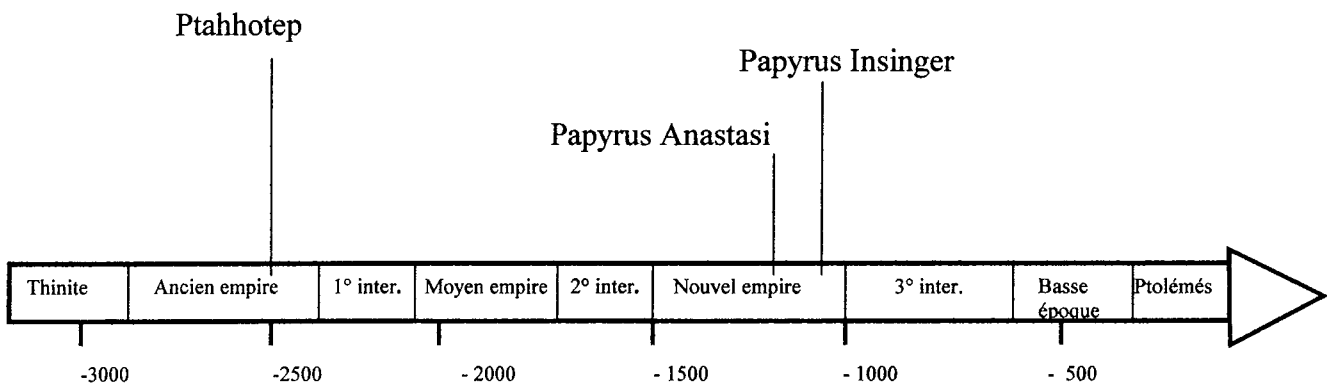 Ptahhotep
Papyrus Insinger
Papyrus Anastasi
Thinite
Ancien empire
1° inter.
Moyen empire
2° inter.
Nouvel empire
3° inter.
Basse
époque
Ptolémés
-3000
-2500
- 2000
- 1500
- 1000
- 500